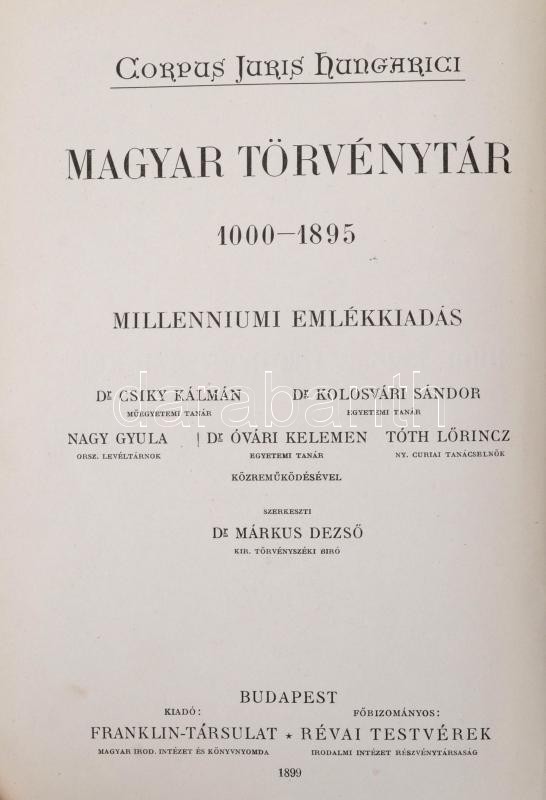 Corpus Juris Hungarici
MAGYAR TÖRVÉNYTÁR
1000—1895
MILLENNIUMI EMLÉKKIADÁS
Dr CSIKY KÁLMÁN Dr KOLOSVÁRI SÁNDOR
MŰEGYETEMI TANÁR EGYETEMI TANÁR
darabanth
NAGY GYULA Dr ÓVÁRI KELEMEN TÓTH LŐRINCZ
ORSZ. LEVÉLTÁRNOK EGYETEMI TANÁR NY. CURIAI TANÁCSELNÖK
KÖZREMŰKÖDÉSÉVEL
SZERKESZTI
Dr MÁRKUS DEZSŐ
KIR. TÖRVÉNYSZÉKI BIRÓ
BUDAPEST
KIADÓ: FŐBIZOMÁNYOS:
FRANKLIN-TÁRSULAT ★ RÉVAI TESTVÉREK
MAGYAR IROD. INTÉZET ÉS KÖNYVNYOMDA IRODALMI INTÉZET RÉSZVÉNYTÁRSASÁG
1899